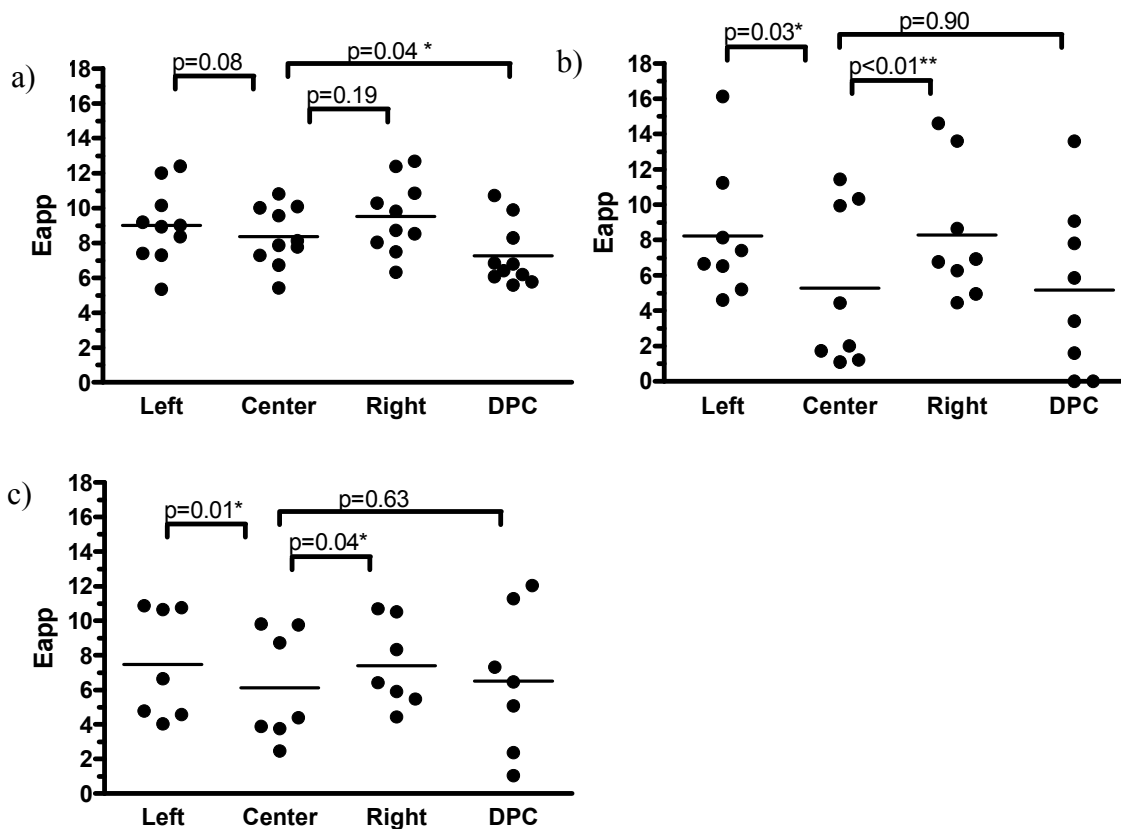 a)
p=0.08
p=0.04 *
p=0.19
Eapp
18
16
14
12
10
8
6
4
2
0
Left Center Right DPC
b)
p=0.03*
p=0.90
p<0.01**
Eapp
18
16
14
12
10
8
6
4
2
0
Left Center Right DPC
c)
p=0.01*
p=0.63
p=0.04*
Eapp
18
16
14
12
10
8
6
4
2
0
Left Center Right DPC